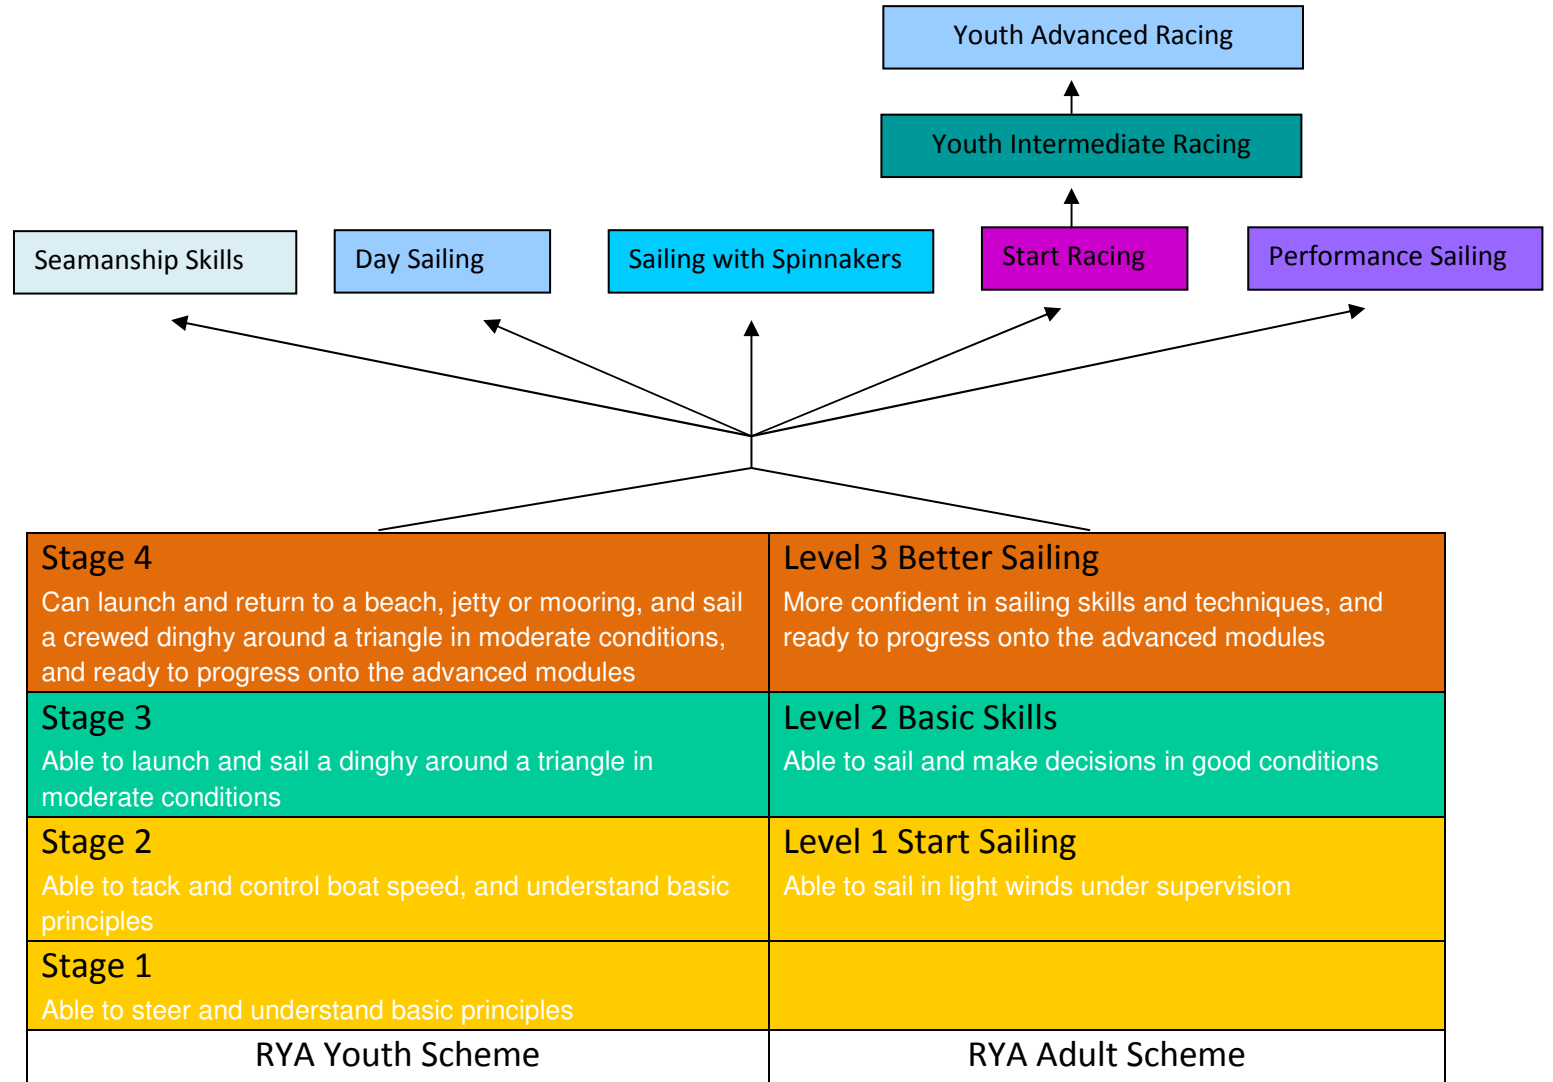 Youth Advanced Racing
Youth Intermediate Racing
Seamanship Skills
Day Sailing
Sailing with Spinnakers
Start Racing
Performance Sailing
Stage 4
Can launch and return to a beach, jetty or mooring, and sail
a crewed dinghy around a triangle in moderate conditions,
and ready to progress onto the advanced modules
Level 3 Better Sailing
More confident in sailing skills and techniques, and
ready to progress onto the advanced modules
Stage 3
Able to launch and sail a dinghy around a triangle in
moderate conditions
Level 2 Basic Skills
Able to sail and make decisions in good conditions
Stage 2
Able to tack and control boat speed, and understand basic
principles
Level 1 Start Sailing
Able to sail in light winds under supervision
Stage 1
Able to steer and understand basic principles
RYA Youth Scheme
RYA Adult Scheme